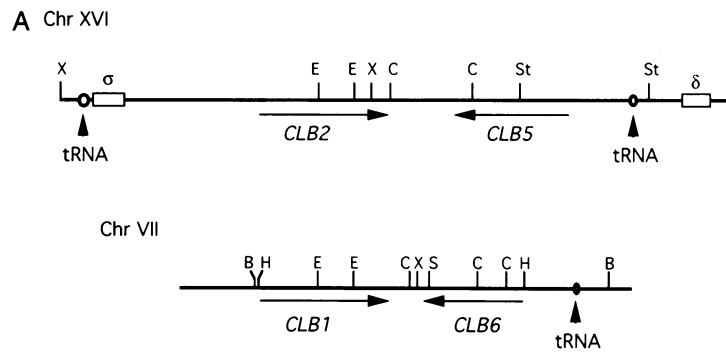 A Chr XVI
X σ E E X C C St St δ
CLB2 CLB5
tRNA tRNA
Chr VII
B H E E C X S C C H B
CLB1 CLB6
tRNA